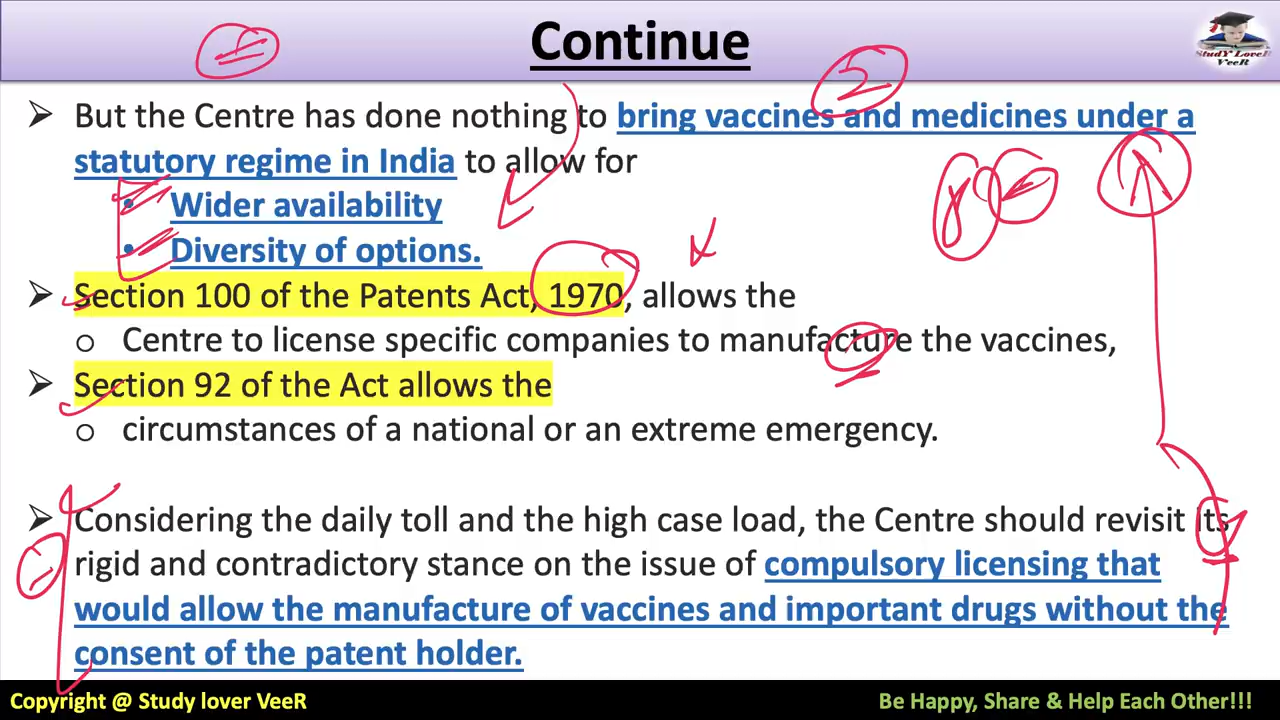 Continue
StudY LoveR
VeeR
➤ But the Centre has done nothing to bring vaccines and medicines under a
statutory regime in India to allow for
• Wider availability
• Diversity of options.
➤ Section 100 of the Patents Act, 1970, allows the
o Centre to license specific companies to manufacture the vaccines,
➤ Section 92 of the Act allows the
o circumstances of a national or an extreme emergency.
➤ Considering the daily toll and the high case load, the Centre should revisit its
rigid and contradictory stance on the issue of compulsory licensing that
would allow the manufacture of vaccines and important drugs without the
consent of the patent holder.
Copyright @ Study lover VeeR
Be Happy, Share & Help Each Other!!!